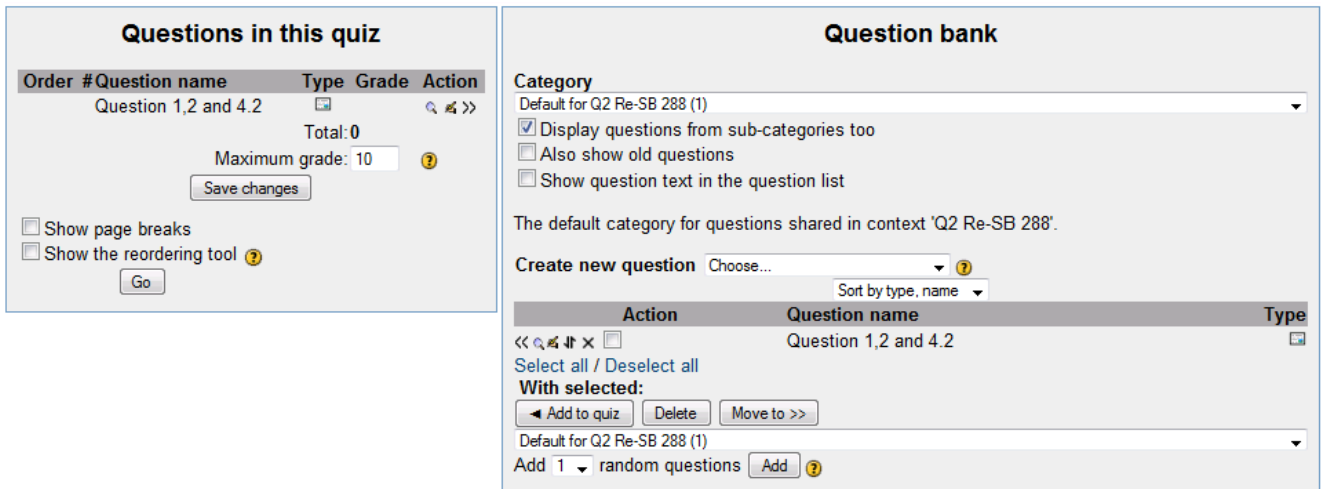 Questions in this quiz
Order # Question name Type Grade Action
Question 1,2 and 4.2
Total: 0
Maximum grade: 10
Save changes
Show page breaks
Show the reordering tool
Go
Question bank
Category
Default for Q2 Re-SB 288 (1)
Display questions from sub-categories too
Also show old questions
Show question text in the question list
The default category for questions shared in context 'Q2 Re-SB 288'.
Create new question Choose...
Sort by type, name
Action Question name Type
Question 1,2 and 4.2
Select all / Deselect all
With selected:
◄ Add to quiz Delete Move to >>
Default for Q2 Re-SB 288 (1)
Add 1 random questions Add